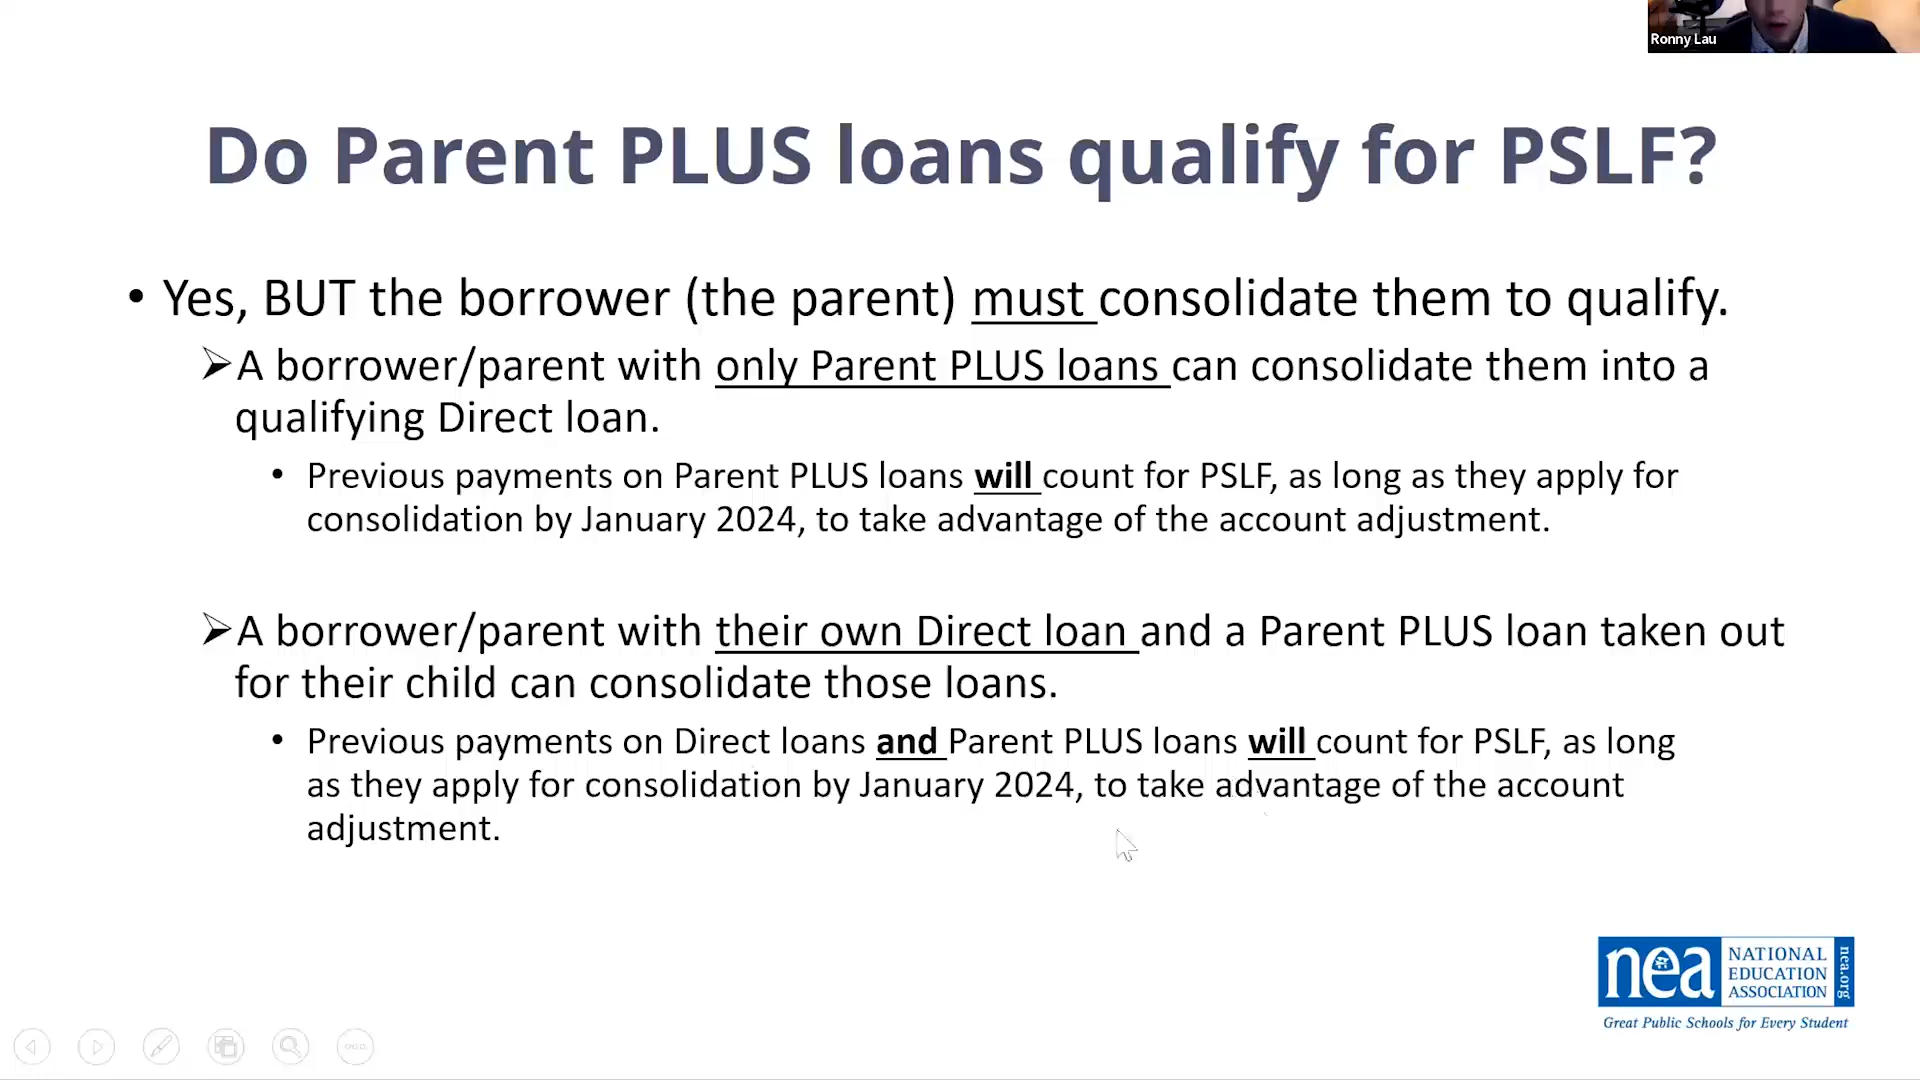 Ronny Lau
Do Parent PLUS loans qualify for PSLF?
• Yes, BUT the borrower (the parent) must consolidate them to qualify.
➢A borrower/parent with only Parent PLUS loans can consolidate them into a
qualifying Direct loan.
• Previous payments on Parent PLUS loans will count for PSLF, as long as they apply for
consolidation by January 2024, to take advantage of the account adjustment.
➢A borrower/parent with their own Direct loan and a Parent PLUS loan taken out
for their child can consolidate those loans.
• Previous payments on Direct loans and Parent PLUS loans will count for PSLF, as long
as they apply for consolidation by January 2024, to take advantage of the account
adjustment.
nea
NATIONAL
EDUCATION
ASSOCIATION
nea.org
Great Public Schools for Every Student